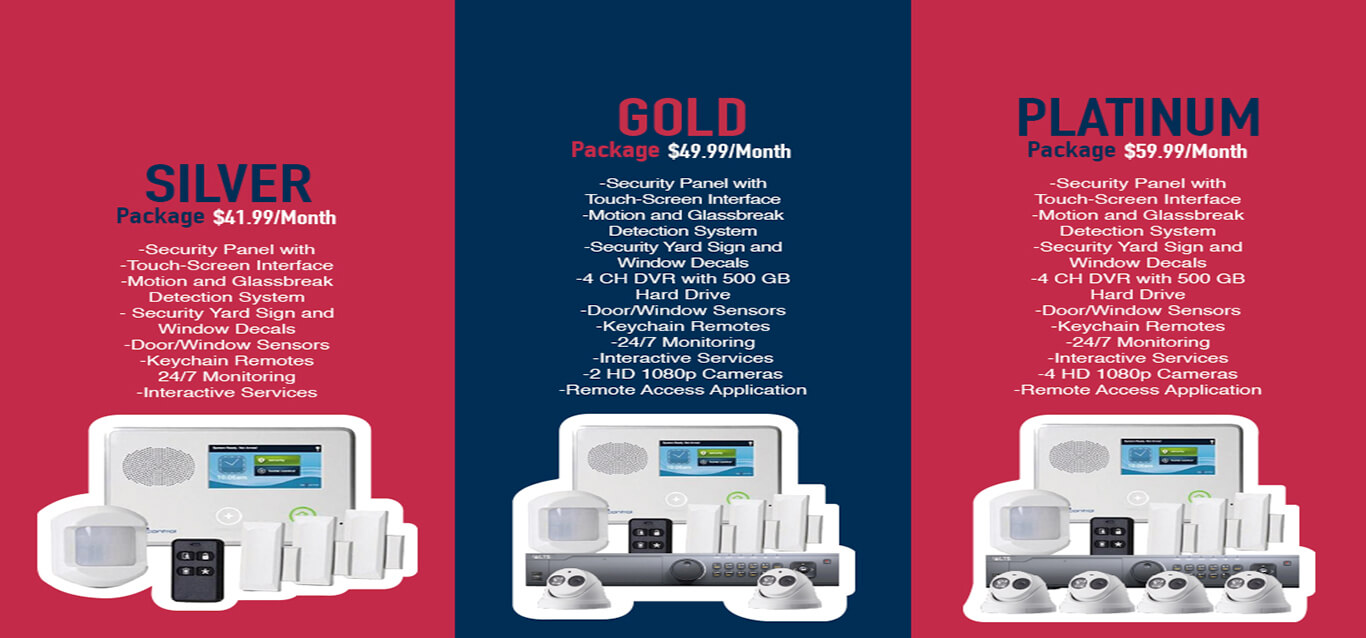 SILVER
Package $41.99/Month
-Security Panel with
-Touch-Screen Interface
-Motion and Glassbreak
Detection System
- Security Yard Sign and
Window Decals
-Door/Window Sensors
-Keychain Remotes
24/7 Monitoring
-Interactive Services
GOLD
Package $49.99/Month
-Security Panel with
Touch-Screen Interface
-Motion and Glassbreak
Detection System
-Security Yard Sign and
Window Decals
-4 CH DVR with 500 GB
Hard Drive
-Door/Window Sensors
-Keychain Remotes
-24/7 Monitoring
-Interactive Services
-2 HD 1080p Cameras
-Remote Access Application
PLATINUM
Package $59.99/Month
-Security Panel with
Touch-Screen Interface
-Motion and Glassbreak
Detection System
-Security Yard Sign and
Window Decals
-4 CH DVR with 500 GB
Hard Drive
-Door/Window Sensors
-Keychain Remotes
-24/7 Monitoring
-Interactive Services
-4 HD 1080p Cameras
-Remote Access Application